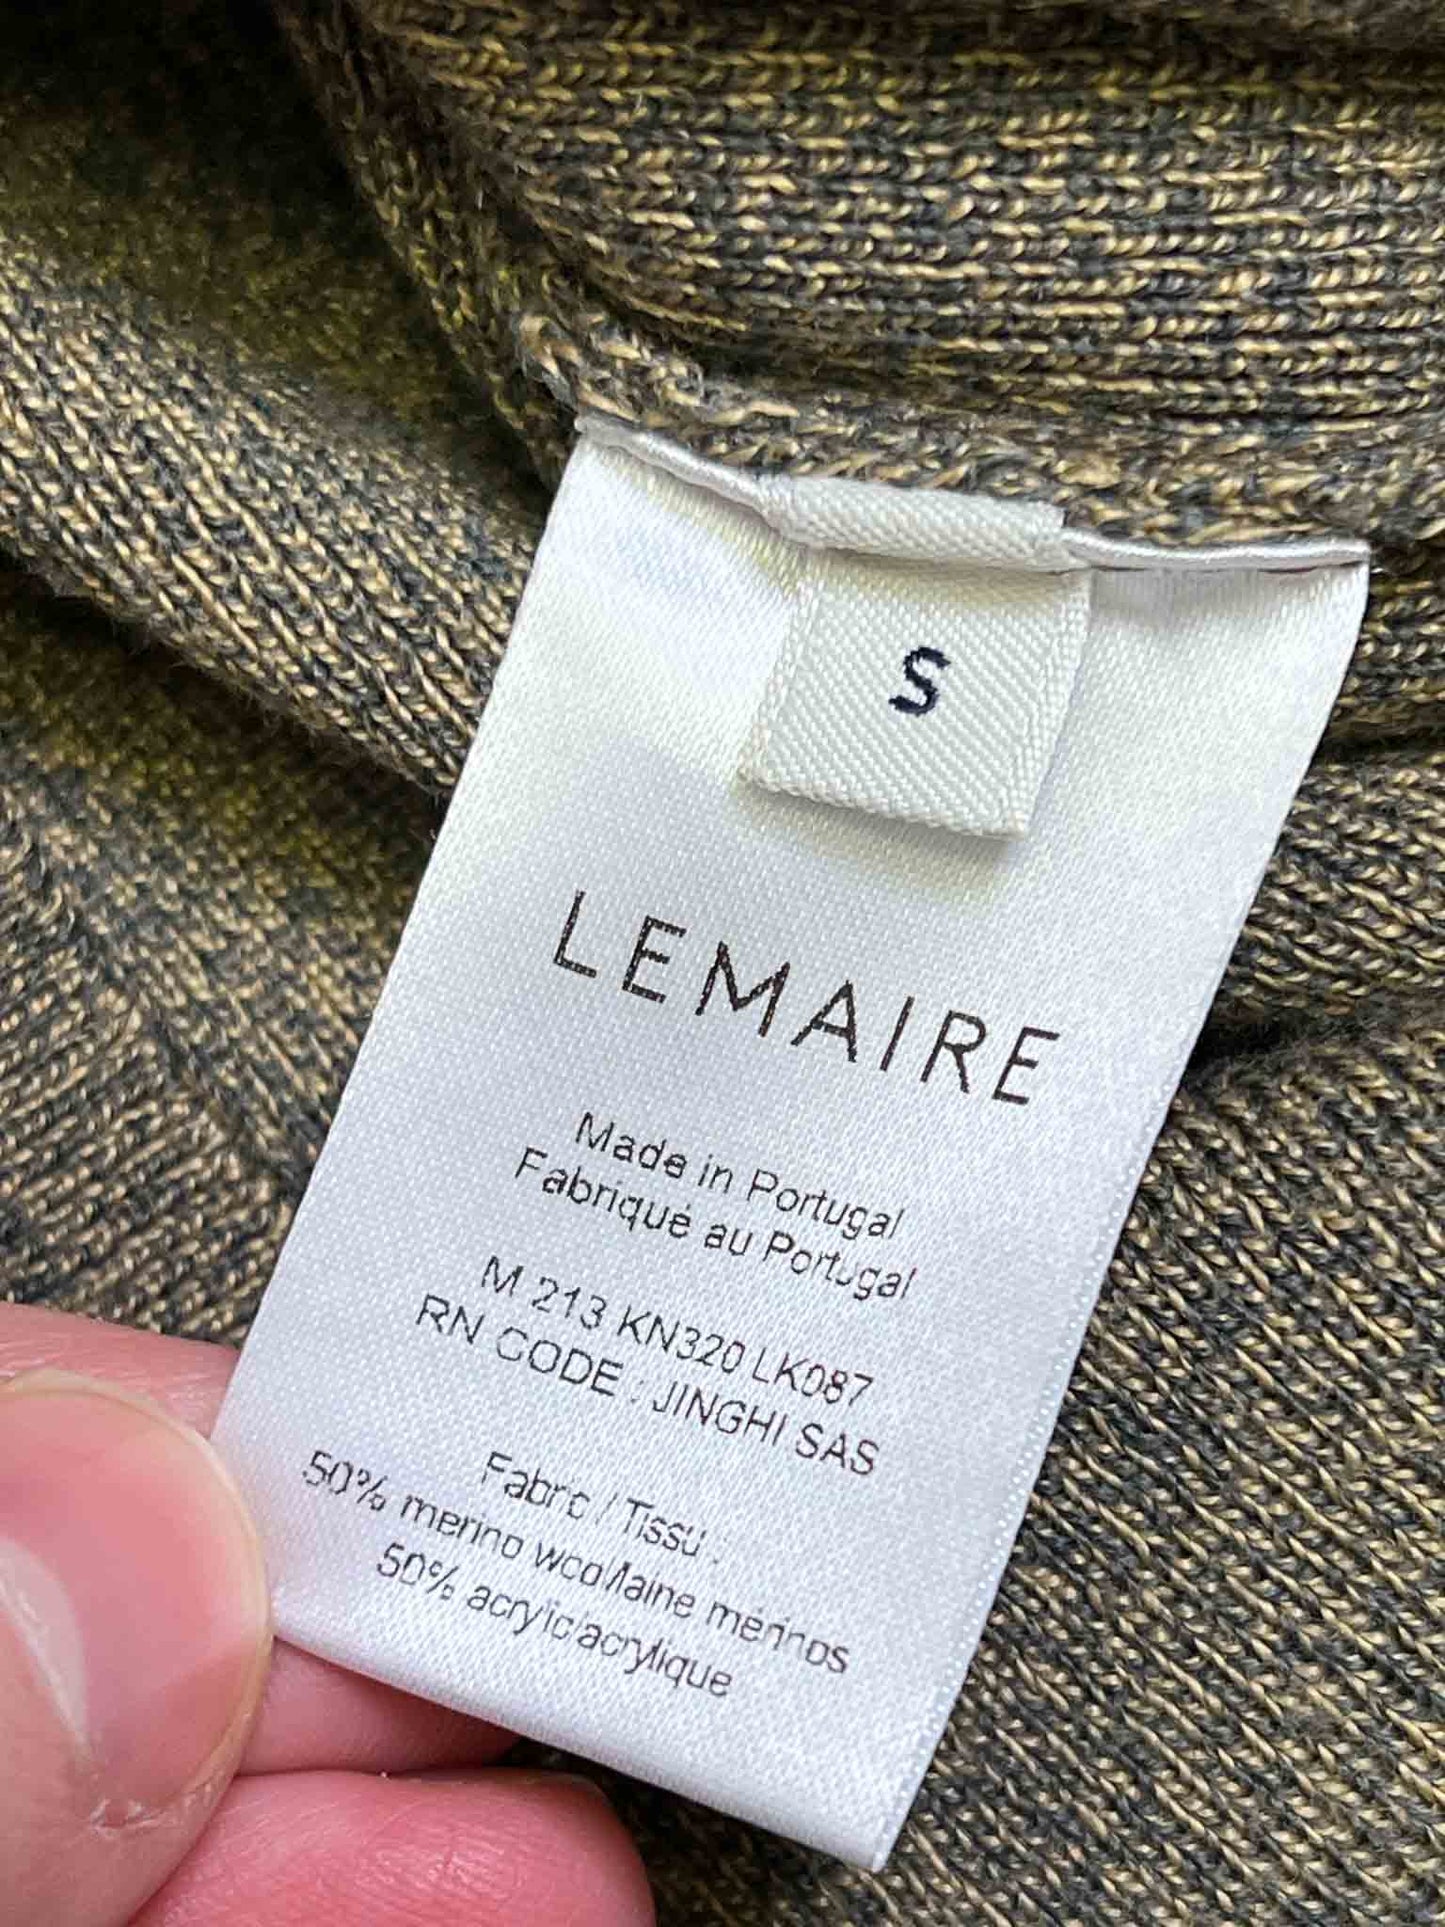 S
LEMAIRE
Made in Portugal
Fabriqué au Portugal
M 213 KN320 LK087
RN CODE : JINGHI SAS
Fabric / Tissu :
50% merino wool/laine mérinos
50% acrylic/acrylique